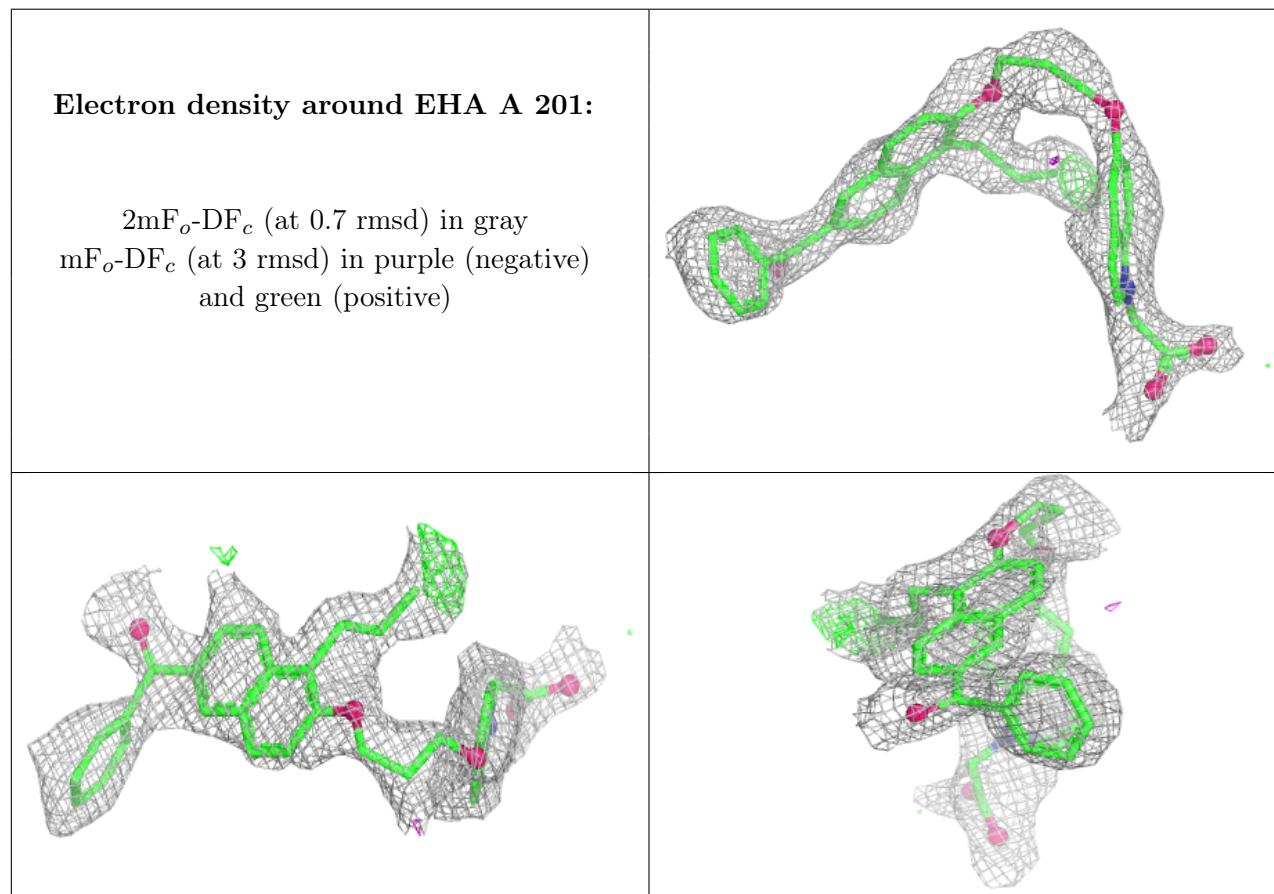 Electron density around EHA A 201:
2mFₒ-DF𝒸 (at 0.7 rmsd) in gray
mFₒ-DF𝒸 (at 3 rmsd) in purple (negative)
and green (positive)